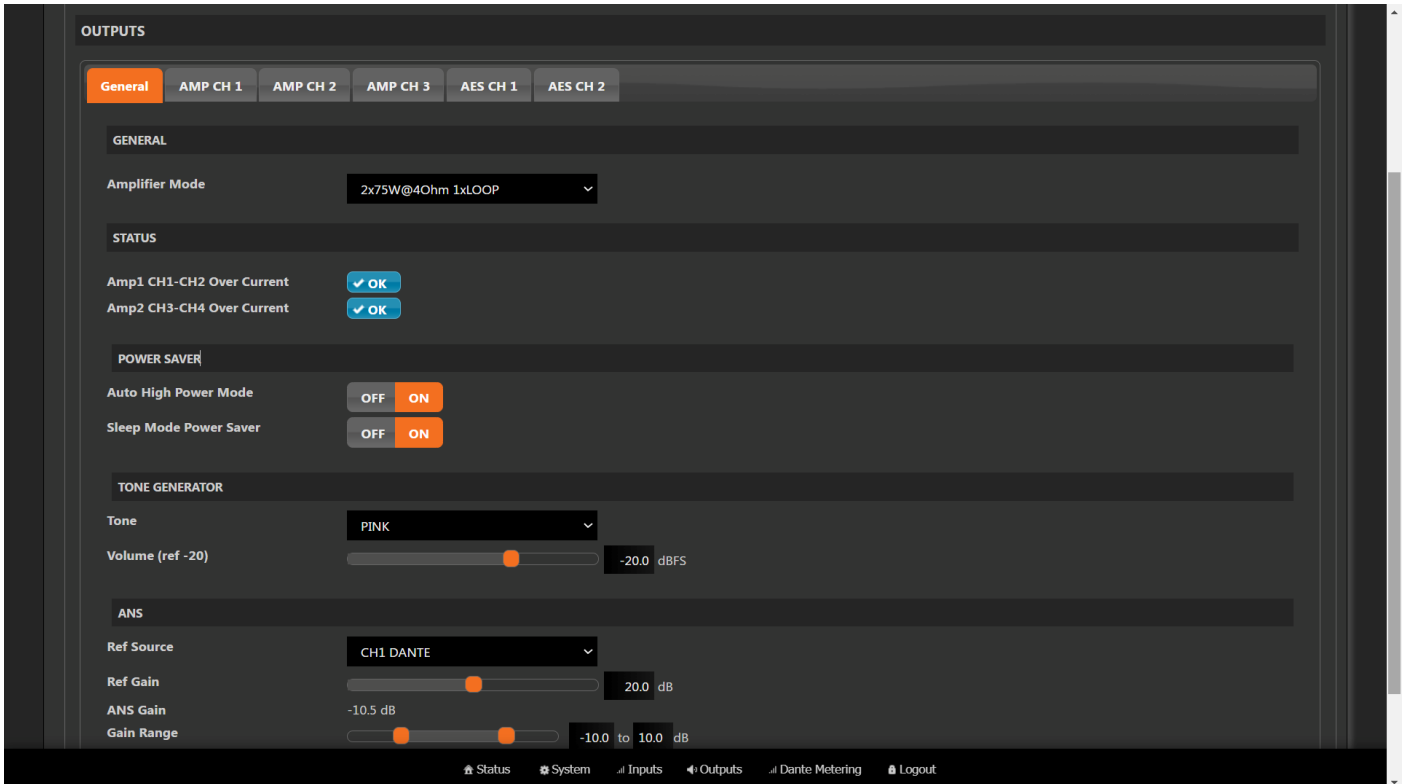 OUTPUTS
General AMP CH 1 AMP CH 2 AMP CH 3 AES CH 1 AES CH 2
GENERAL
Amplifier Mode 2x75W@4Ohm 1xLOOP
STATUS
Amp1 CH1-CH2 Over Current OK
Amp2 CH3-CH4 Over Current OK
POWER SAVER
Auto High Power Mode OFF ON
Sleep Mode Power Saver OFF ON
TONE GENERATOR
Tone PINK
Volume (ref -20) -20.0 dBFS
ANS
Ref Source CH1 DANTE
Ref Gain 20.0 dB
ANS Gain -10.5 dB
Gain Range -10.0 to 10.0 dB
Status System Inputs Outputs Dante Metering Logout